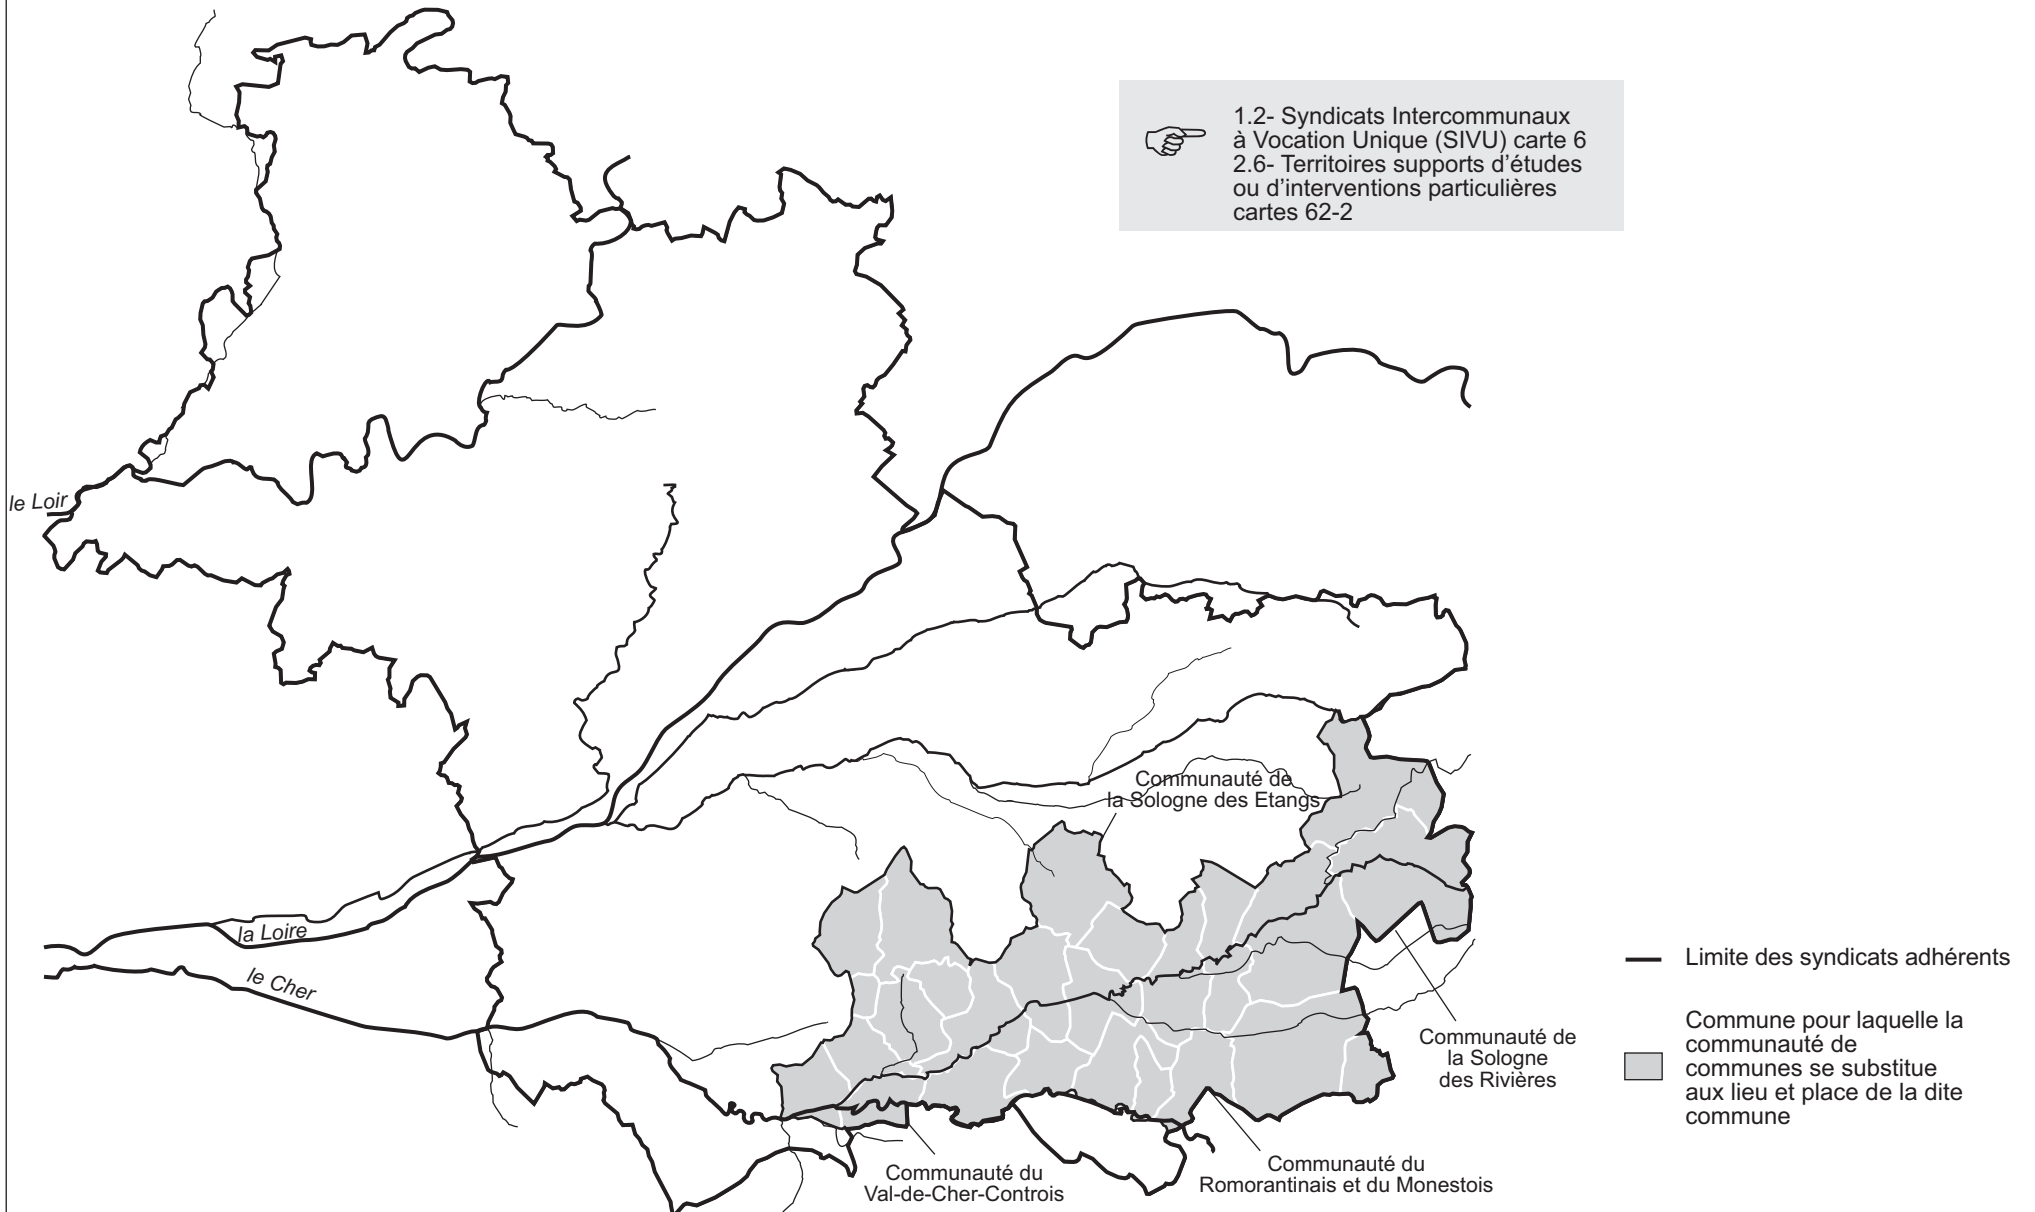 1.2- Syndicats Intercommunaux
à Vocation Unique (SIVU) carte 6
2.6- Territoires supports d’études
ou d’interventions particulières
cartes 62-2
le Loir
Communauté de
la Sologne des Etangs
la Loire
le Cher
Communauté de
la Sologne
des Rivières
Communauté du
Val-de-Cher-Controis
Communauté du
Romorantinais et du Monestois
Limite des syndicats adhérents
Commune pour laquelle la
communauté de
communes se substitue
aux lieu et place de la dite
commune